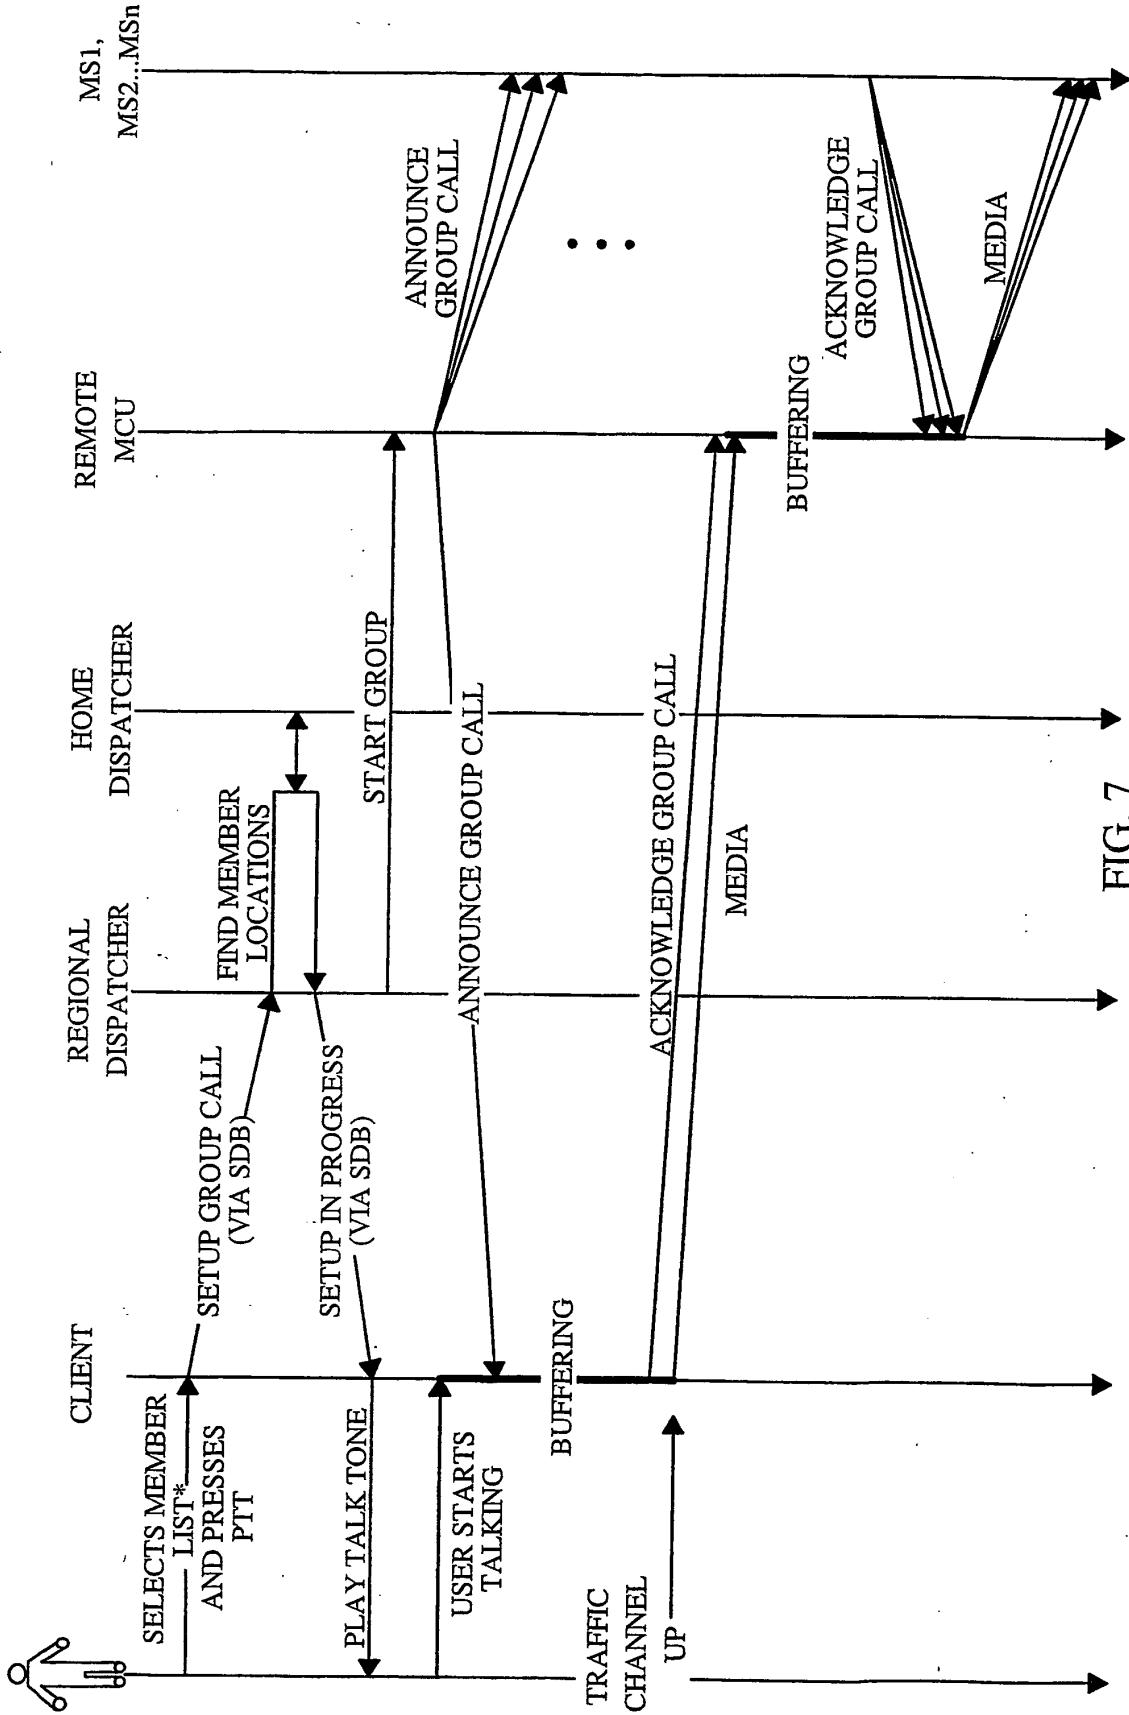 CLIENT
REGIONAL
DISPATCHER
HOME
DISPATCHER
REMOTE
MCU
MS1,
MS2...MSn
SELECTS MEMBER
LIST*
AND PRESSES
PTT
SETUP GROUP CALL
(VIA SDB)
FIND MEMBER
LOCATIONS
SETUP IN PROGRESS
(VIA SDB)
PLAY TALK TONE
START GROUP
ANNOUNCE
GROUP CALL
ANNOUNCE GROUP CALL
USER STARTS
TALKING
BUFFERING
TRAFFIC
CHANNEL
UP
ACKNOWLEDGE GROUP CALL
MEDIA
BUFFERING
ACKNOWLEDGE
GROUP CALL
MEDIA
FIG. 7